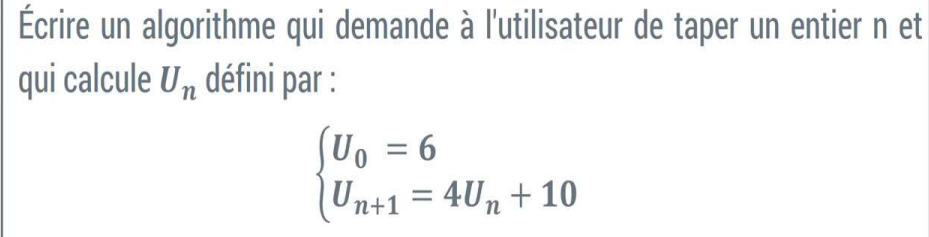 Écrire un algorithme qui demande à l'utilisateur de taper un entier n et
qui calcule Uₙ défini par :
U₀ = 6
Uₙ₊₁ = 4Uₙ + 10